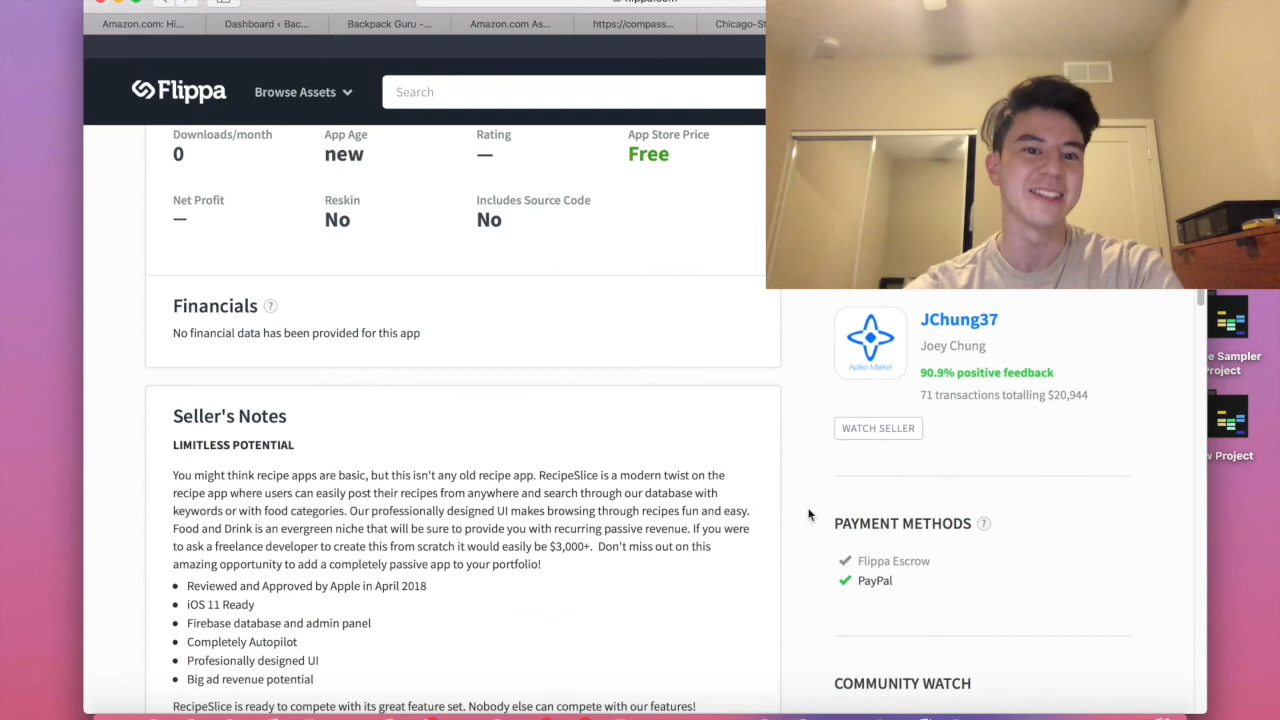 Amazon.com: Hi...
Dashboard ‹ Bac...
Backpack Guru -...
Amazon.com As...
https://compass...
Chicago-St
Flippa
Browse Assets
Search
Downloads/month
App Age
Rating
App Store Price
0
new
—
Free
Net Profit
Reskin
Includes Source Code
—
No
No
Financials ?
No financial data has been provided for this app
Seller's Notes
LIMITLESS POTENTIAL
You might think recipe apps are basic, but this isn't any old recipe app. RecipeSlice is a modern twist on the
recipe app where users can easily post their recipes from anywhere and search through our database with
keywords or with food categories. Our professionally designed UI makes browsing through recipes fun and easy.
Food and Drink is an evergreen niche that will be sure to provide you with recurring passive revenue. If you were
to ask a freelance developer to create this from scratch it would easily be $3,000+. Don't miss out on this
amazing opportunity to add a completely passive app to your portfolio!
• Reviewed and Approved by Apple in April 2018
• iOS 11 Ready
• Firebase database and admin panel
• Completely Autopilot
• Profesionally designed UI
• Big ad revenue potential
RecipeSlice is ready to compete with its great feature set. Nobody else can compete with our features!
Apliko Market
JChung37
Joey Chung
90.9% positive feedback
71 transactions totalling $20,944
WATCH SELLER
PAYMENT METHODS ?
Flippa Escrow
PayPal
COMMUNITY WATCH
e Sampler
Project
w Project